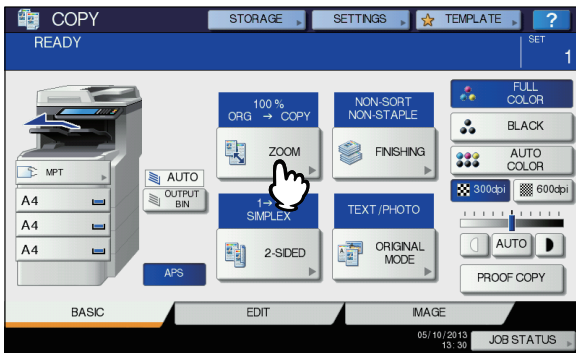 COPY
STORAGE
SETTINGS
TEMPLATE
?
READY
SET
1
100 %
ORG → COPY
ZOOM
NON-SORT
NON-STAPLE
FINISHING
FULL
COLOR
BLACK
AUTO
COLOR
300dpi
600dpi
MPT
A4
A4
A4
AUTO
OUTPUT
BIN
APS
1→
SIMPLEX
2-SIDED
TEXT/PHOTO
ORIGINAL
MODE
AUTO
PROOF COPY
BASIC
EDIT
IMAGE
05/10/2013
13:30
JOB STATUS